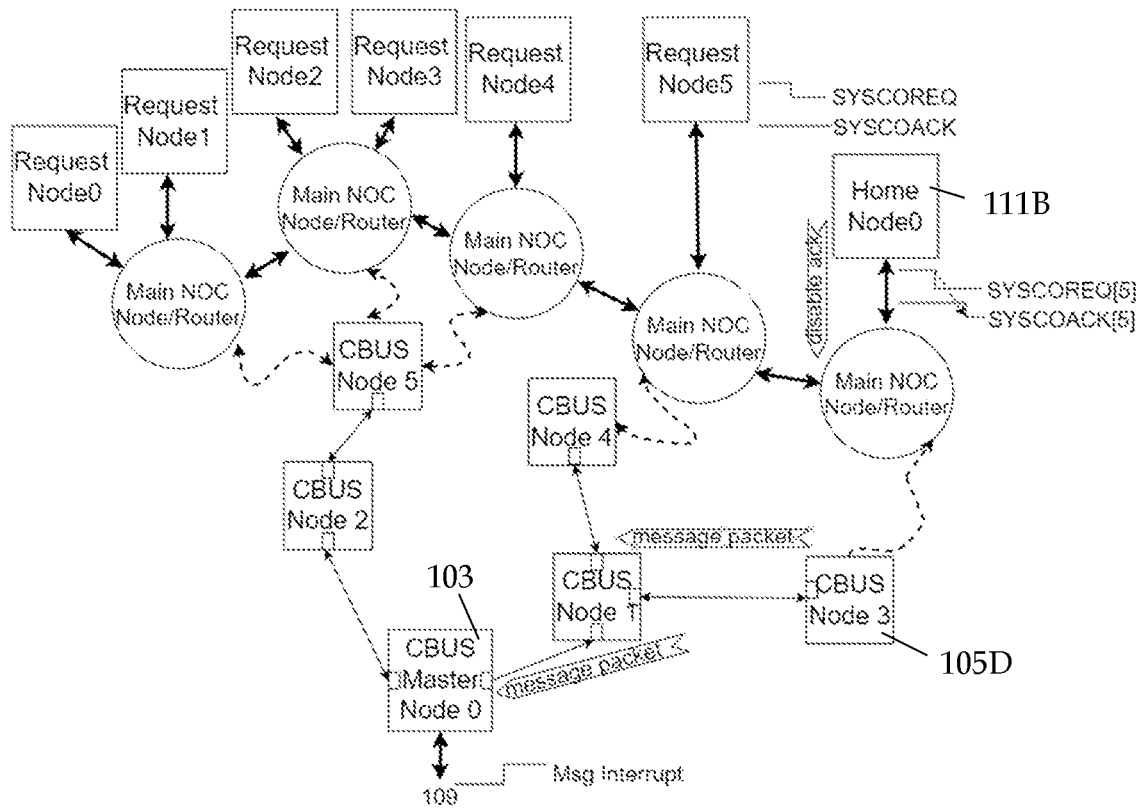 Request
Node0
Request
Node1
Request
Node2
Request
Node3
Request
Node4
Request
Node5
SYSCOREQ
SYSCOACK
Home
Node0
111B
disable ack
SYSCOREQ[5]
SYSCOACK[5]
Main NOC
Node/Router
Main NOC
Node/Router
Main NOC
Node/Router
Main NOC
Node/Router
Main NOC
Node/Router
CBUS
Node 5
CBUS
Node 4
CBUS
Node 2
message packet
CBUS
Node 1
CBUS
Node 3
105D
103
CBUS
Master
Node 0
message packet
109
Msg Interrupt